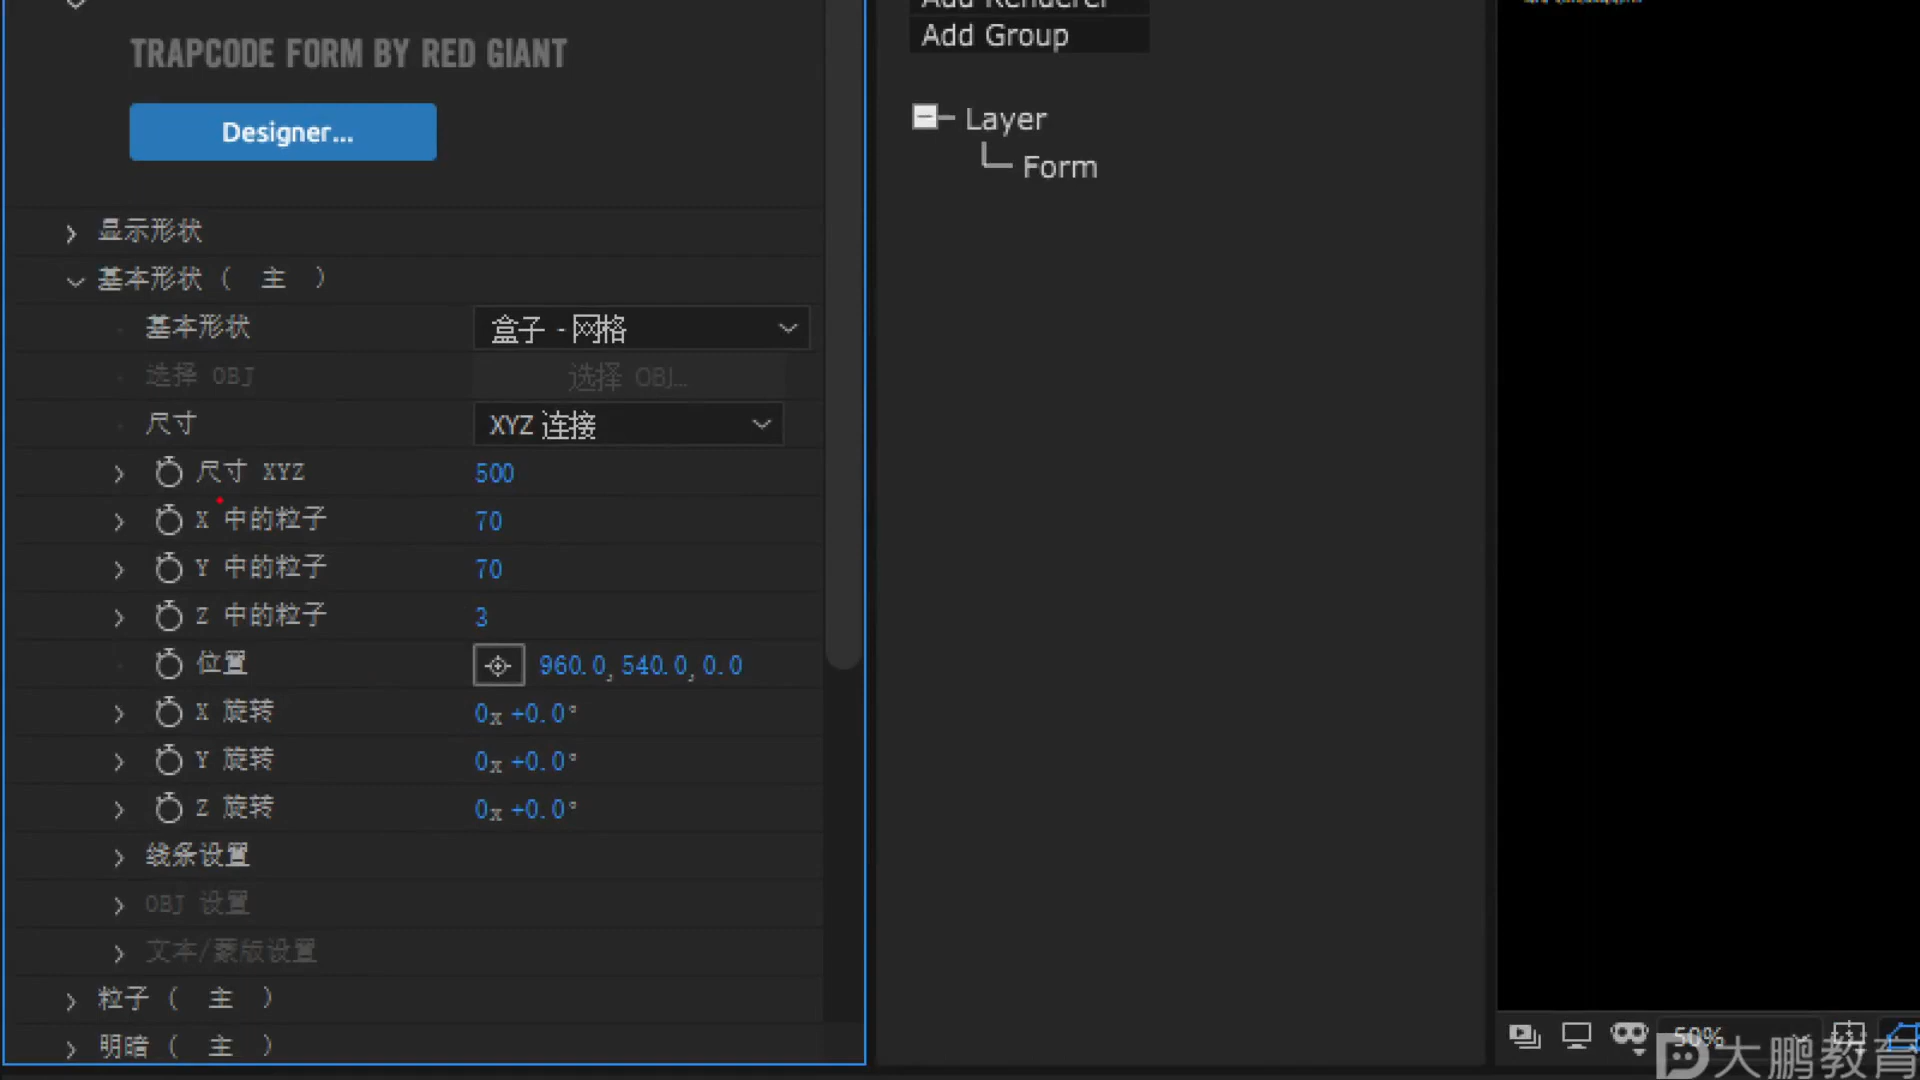 TRAPCODE FORM BY RED GIANT
Designer...
显示形状
基本形状 ( 主 )
基本形状 盒子 - 网格
选择 OBJ 选择 OBJ...
尺寸 XYZ 连接
尺寸 XYZ 500
X 中的粒子 70
Y 中的粒子 70
Z 中的粒子 3
位置 960.0, 540.0, 0.0
X 旋转 0x +0.0°
Y 旋转 0x +0.0°
Z 旋转 0x +0.0°
线条设置
OBJ 设置
文本/蒙版设置
粒子 ( 主 )
明暗 ( 主 )
Add Renderer
Add Group
Layer
Form
50%
大鹏教育